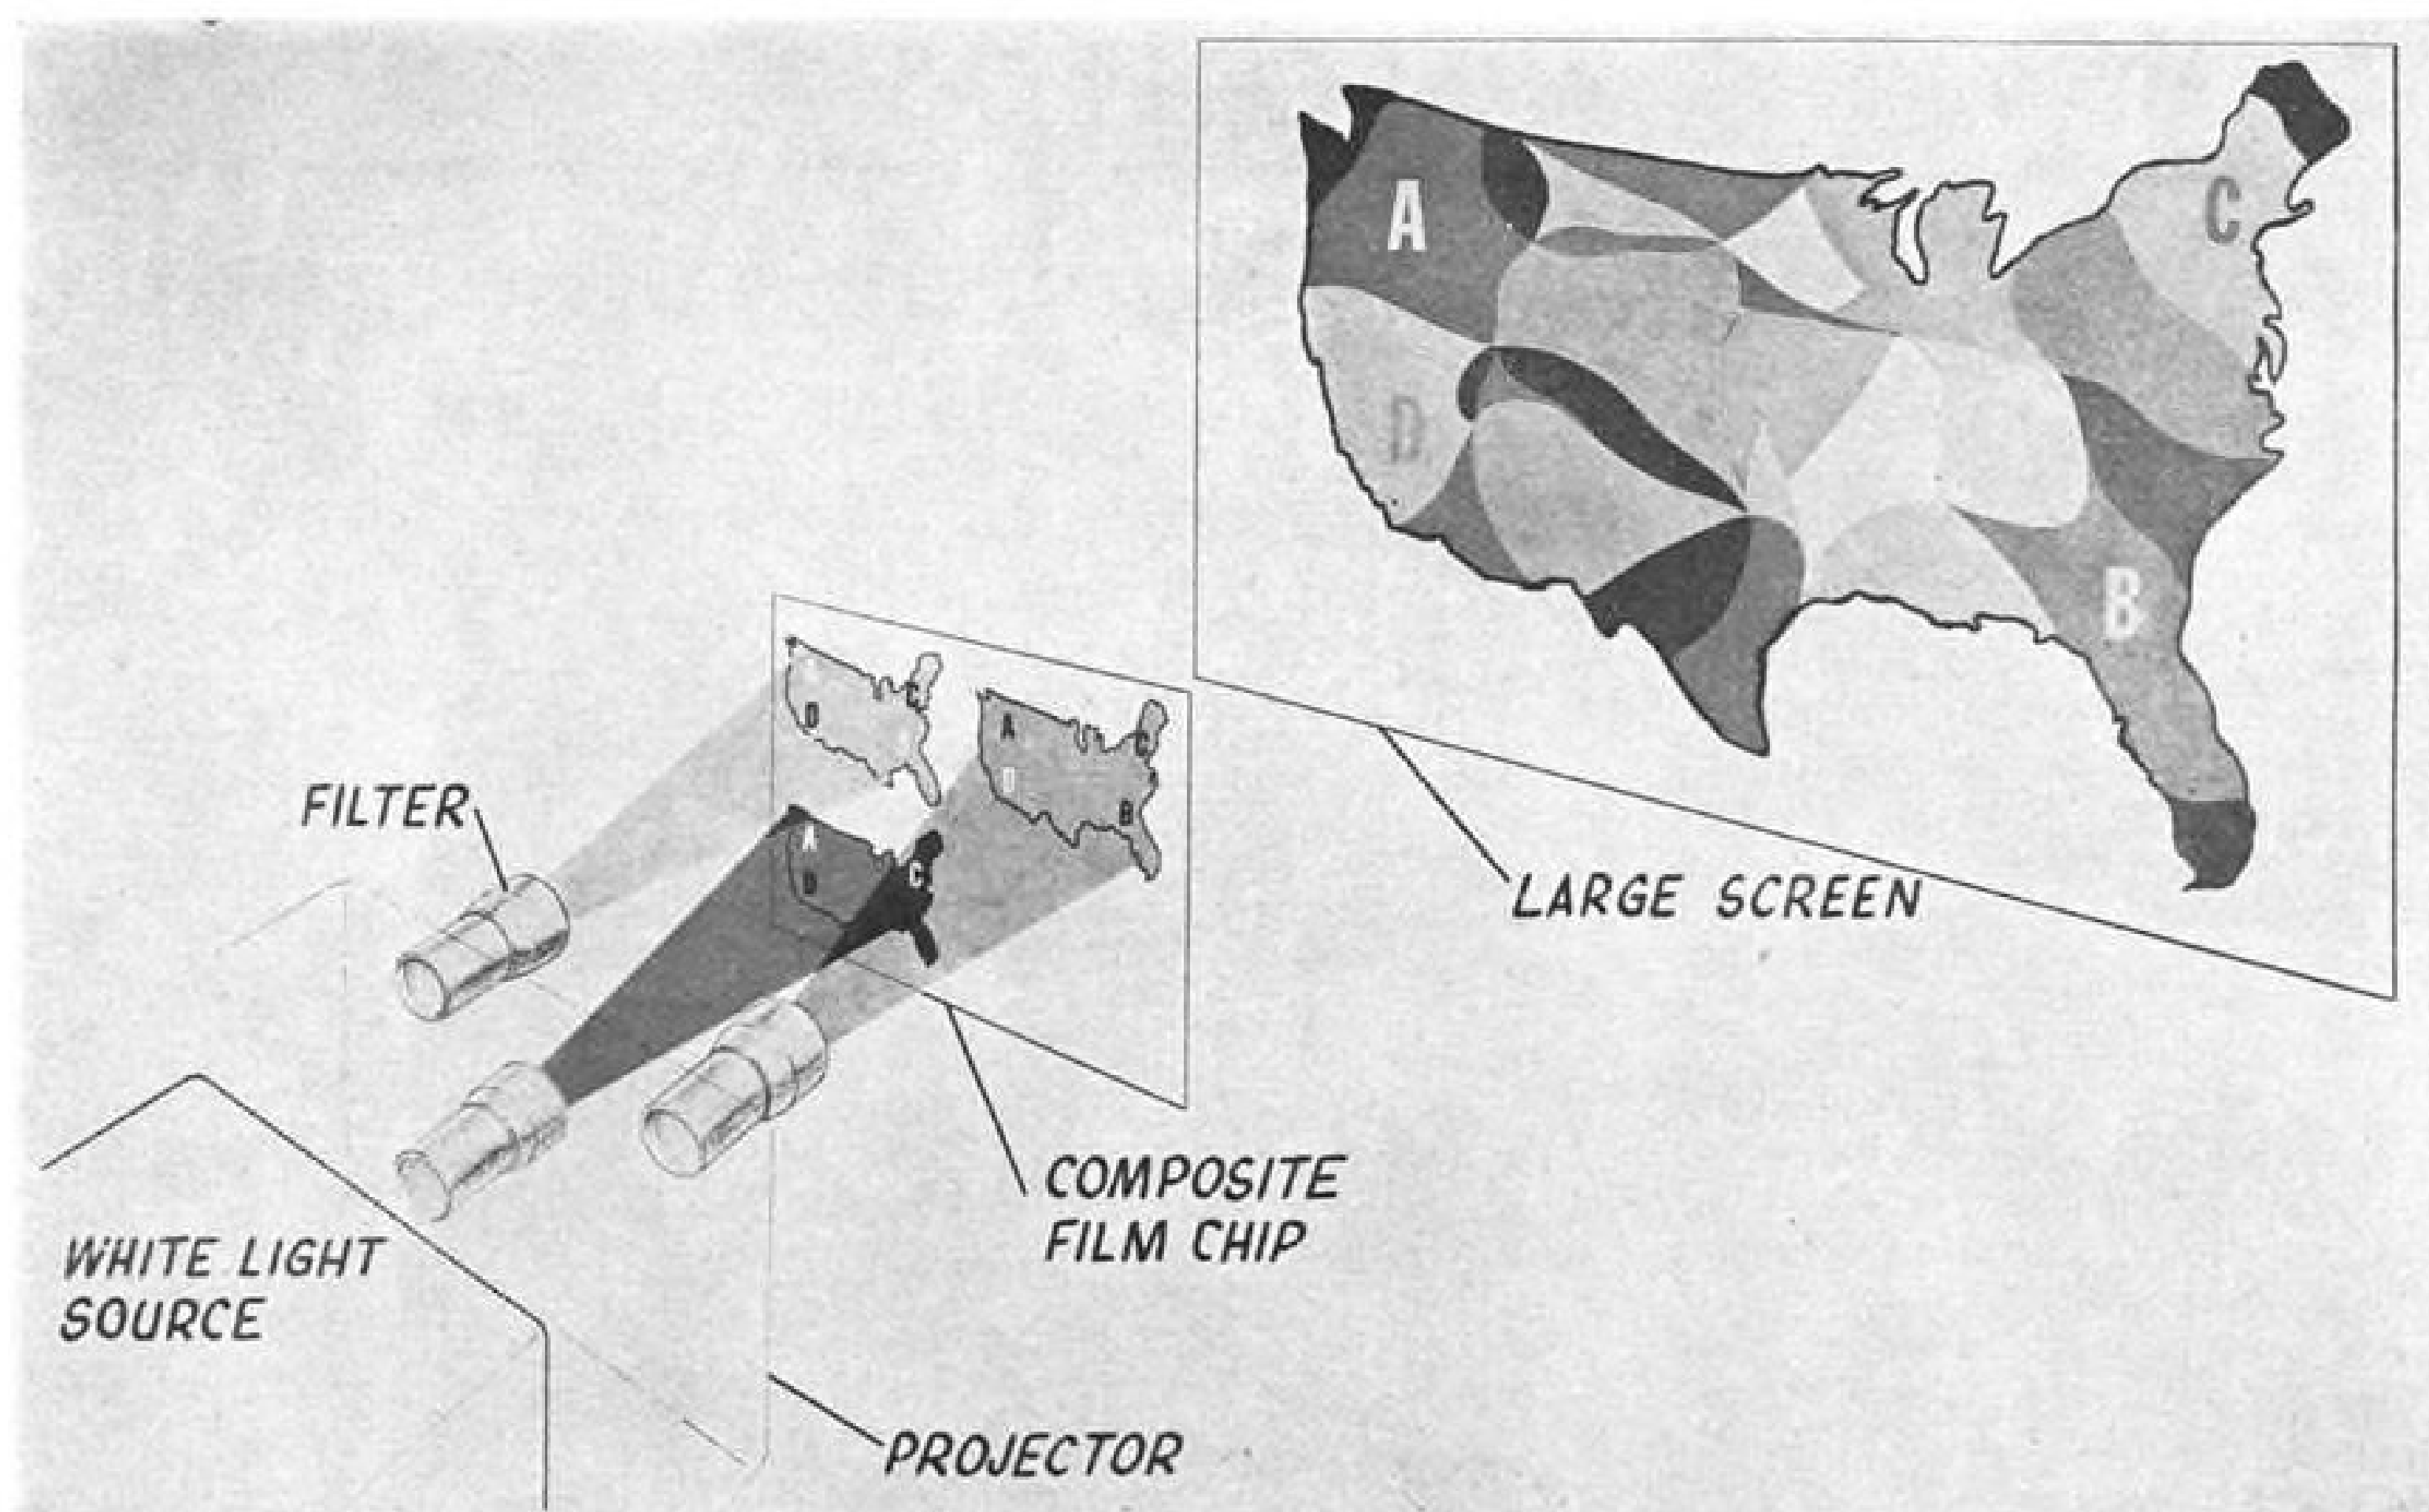 A
C
D
B
D
C
A
C
D
B
A
C
D
FILTER
LARGE SCREEN
COMPOSITE
FILM CHIP
WHITE LIGHT
SOURCE
PROJECTOR